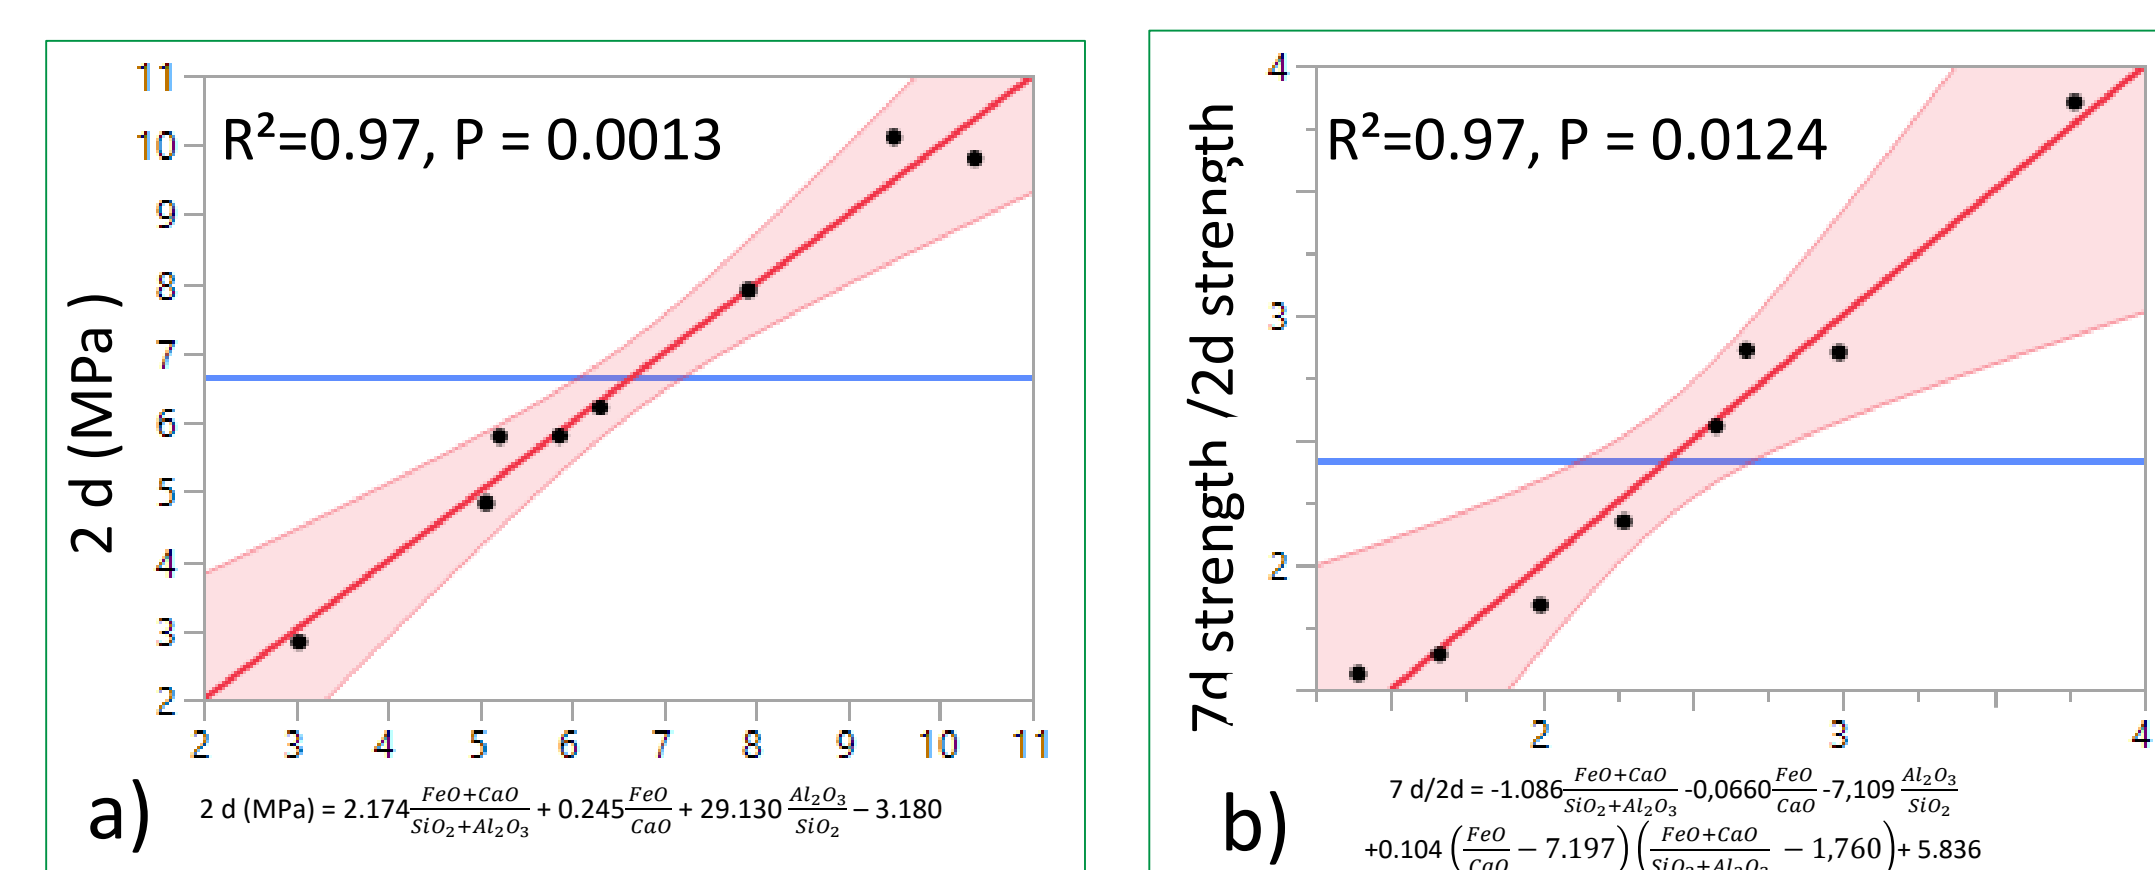 11
10
9
8
7
6
5
4
3
2
2 d (MPa )
R²=0.97, P = 0.0013
2 3 4 5 6 7 8 9 10 11
a)
2 d (MPa) = 2.174 FeO+CaO/SiO₂+Al₂O₃ + 0.245 FeO/CaO + 29.130 Al₂O₃/SiO₂ – 3.180
4
3
2
7d strength /2d strength
R²=0.97, P = 0.0124
2 3 4
b)
7 d/2d = -1.086 FeO+CaO/SiO₂+Al₂O₃ -0,0660 FeO/CaO -7,109 Al₂O₃/SiO₂
+0.104 (FeO/CaO − 7.197) (FeO+CaO/SiO₂+Al₂O₃ − 1,760)+ 5.836